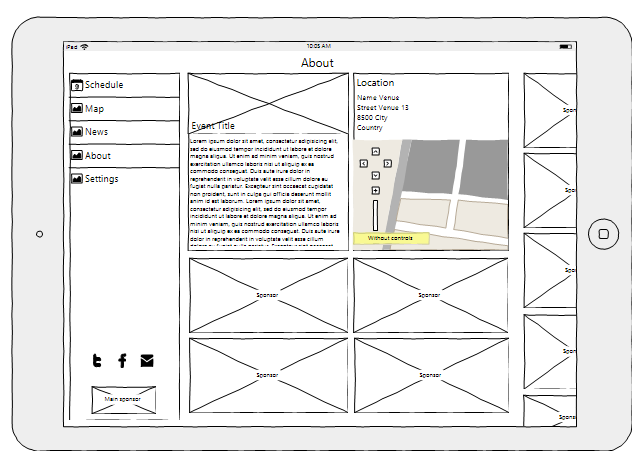 iPad
10:05 AM
About
9
Schedule
Map
News
About
Settings
Main sponsor
Event Title
Lorem ipsum dolor sit amet, consectetur adipisicing elit,
sed do eiusmod tempor incididunt ut labore et dolore
magna aliqua. Ut enim ad minim veniam, quis nostrud
exercitation ullamco laboris nisi ut aliquip ex ea
commodo consequat. Duis aute irure dolor in
reprehenderit in voluptate velit esse cillum dolore eu
fugiat nulla pariatur. Excepteur sint occaecat cupidatat
non proident, sunt in culpa qui officia deserunt mollit
anim id est laborum. Lorem ipsum dolor sit amet,
consectetur adipisicing elit, sed do eiusmod tempor
incididunt ut labore et dolore magna aliqua. Ut enim ad
minim veniam, quis nostrud exercitation ullamco laboris
nisi ut aliquip ex ea commodo consequat. Duis aute irure
dolor in reprehenderit in voluptate velit esse cillum
Location
Name Venue
Street Venue 13
8500 City
Country
Without controls
Sponsor
Sponsor
Sponsor
Sponsor
Spon
Spo
Spo
Spon
Spons